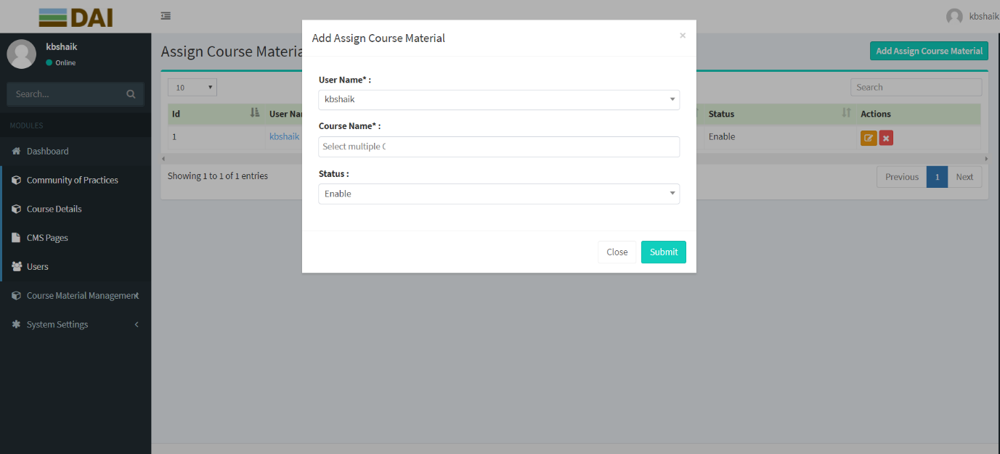 DAI
kbshaik
kbshaik
Online
Search...
MODULES
Dashboard
Community of Practices
Course Details
CMS Pages
Users
Course Material Management
System Settings
Assign Course Materia
Add Assign Course Material
10
Search
Id User Na Status Actions
1 kbshaik Enable
Showing 1 to 1 of 1 entries
Previous 1 Next
Add Assign Course Material
×
User Name* :
kbshaik
Course Name* :
Select multiple C
Status :
Enable
Close Submit